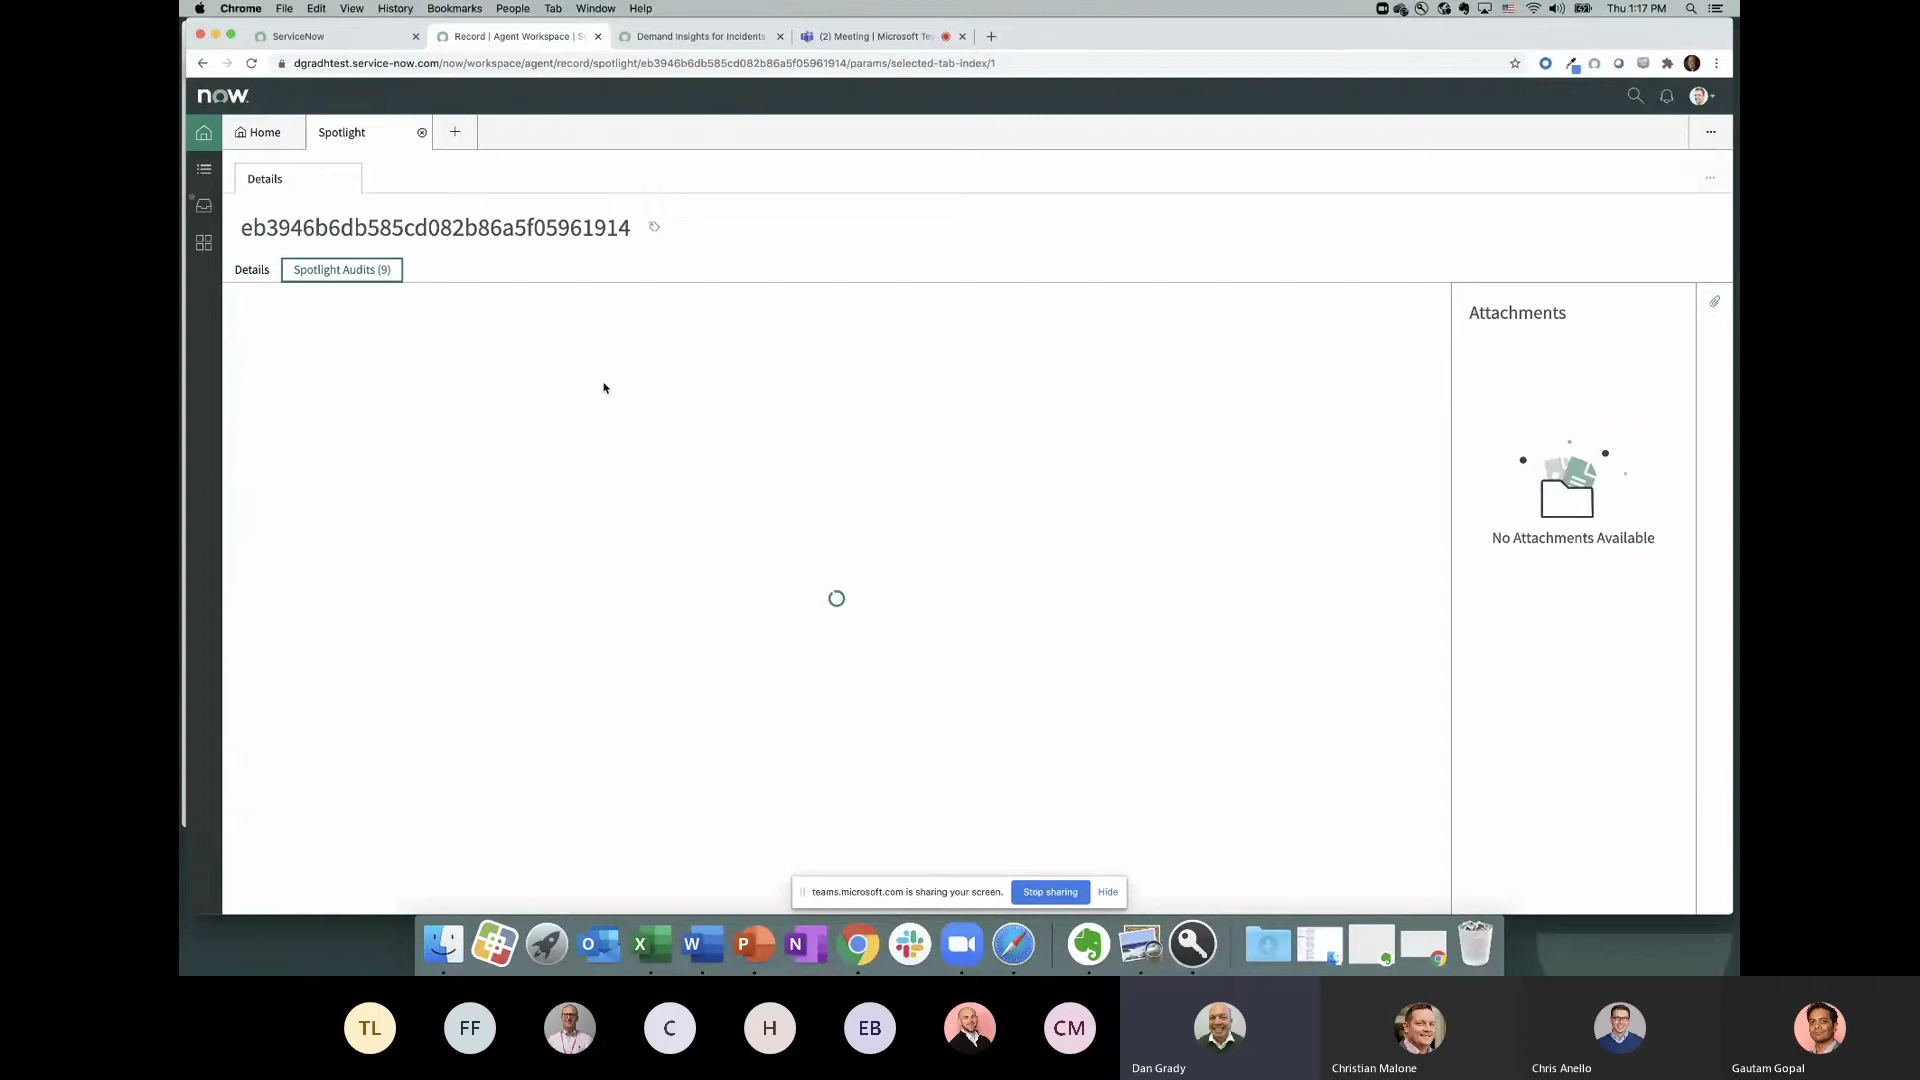 Chrome File Edit View History Bookmarks People Tab Window Help
Thu 1:17 PM
ServiceNow
Record | Agent Workspace | S
Demand Insights for Incidents
(2) Meeting | Microsoft Te
dgradhtest.service-now.com/now/workspace/agent/record/spotlight/eb3946b6db585cd082b86a5f05961914/params/selected-tab-index/1
now
Home
Spotlight
Details
eb3946b6db585cd082b86a5f05961914
Details
Spotlight Audits (9)
Attachments
No Attachments Available
teams.microsoft.com is sharing your screen.
Stop sharing
Hide
TL
FF
C
H
EB
CM
Dan Grady
Christian Malone
Chris Anello
Gautam Gopal